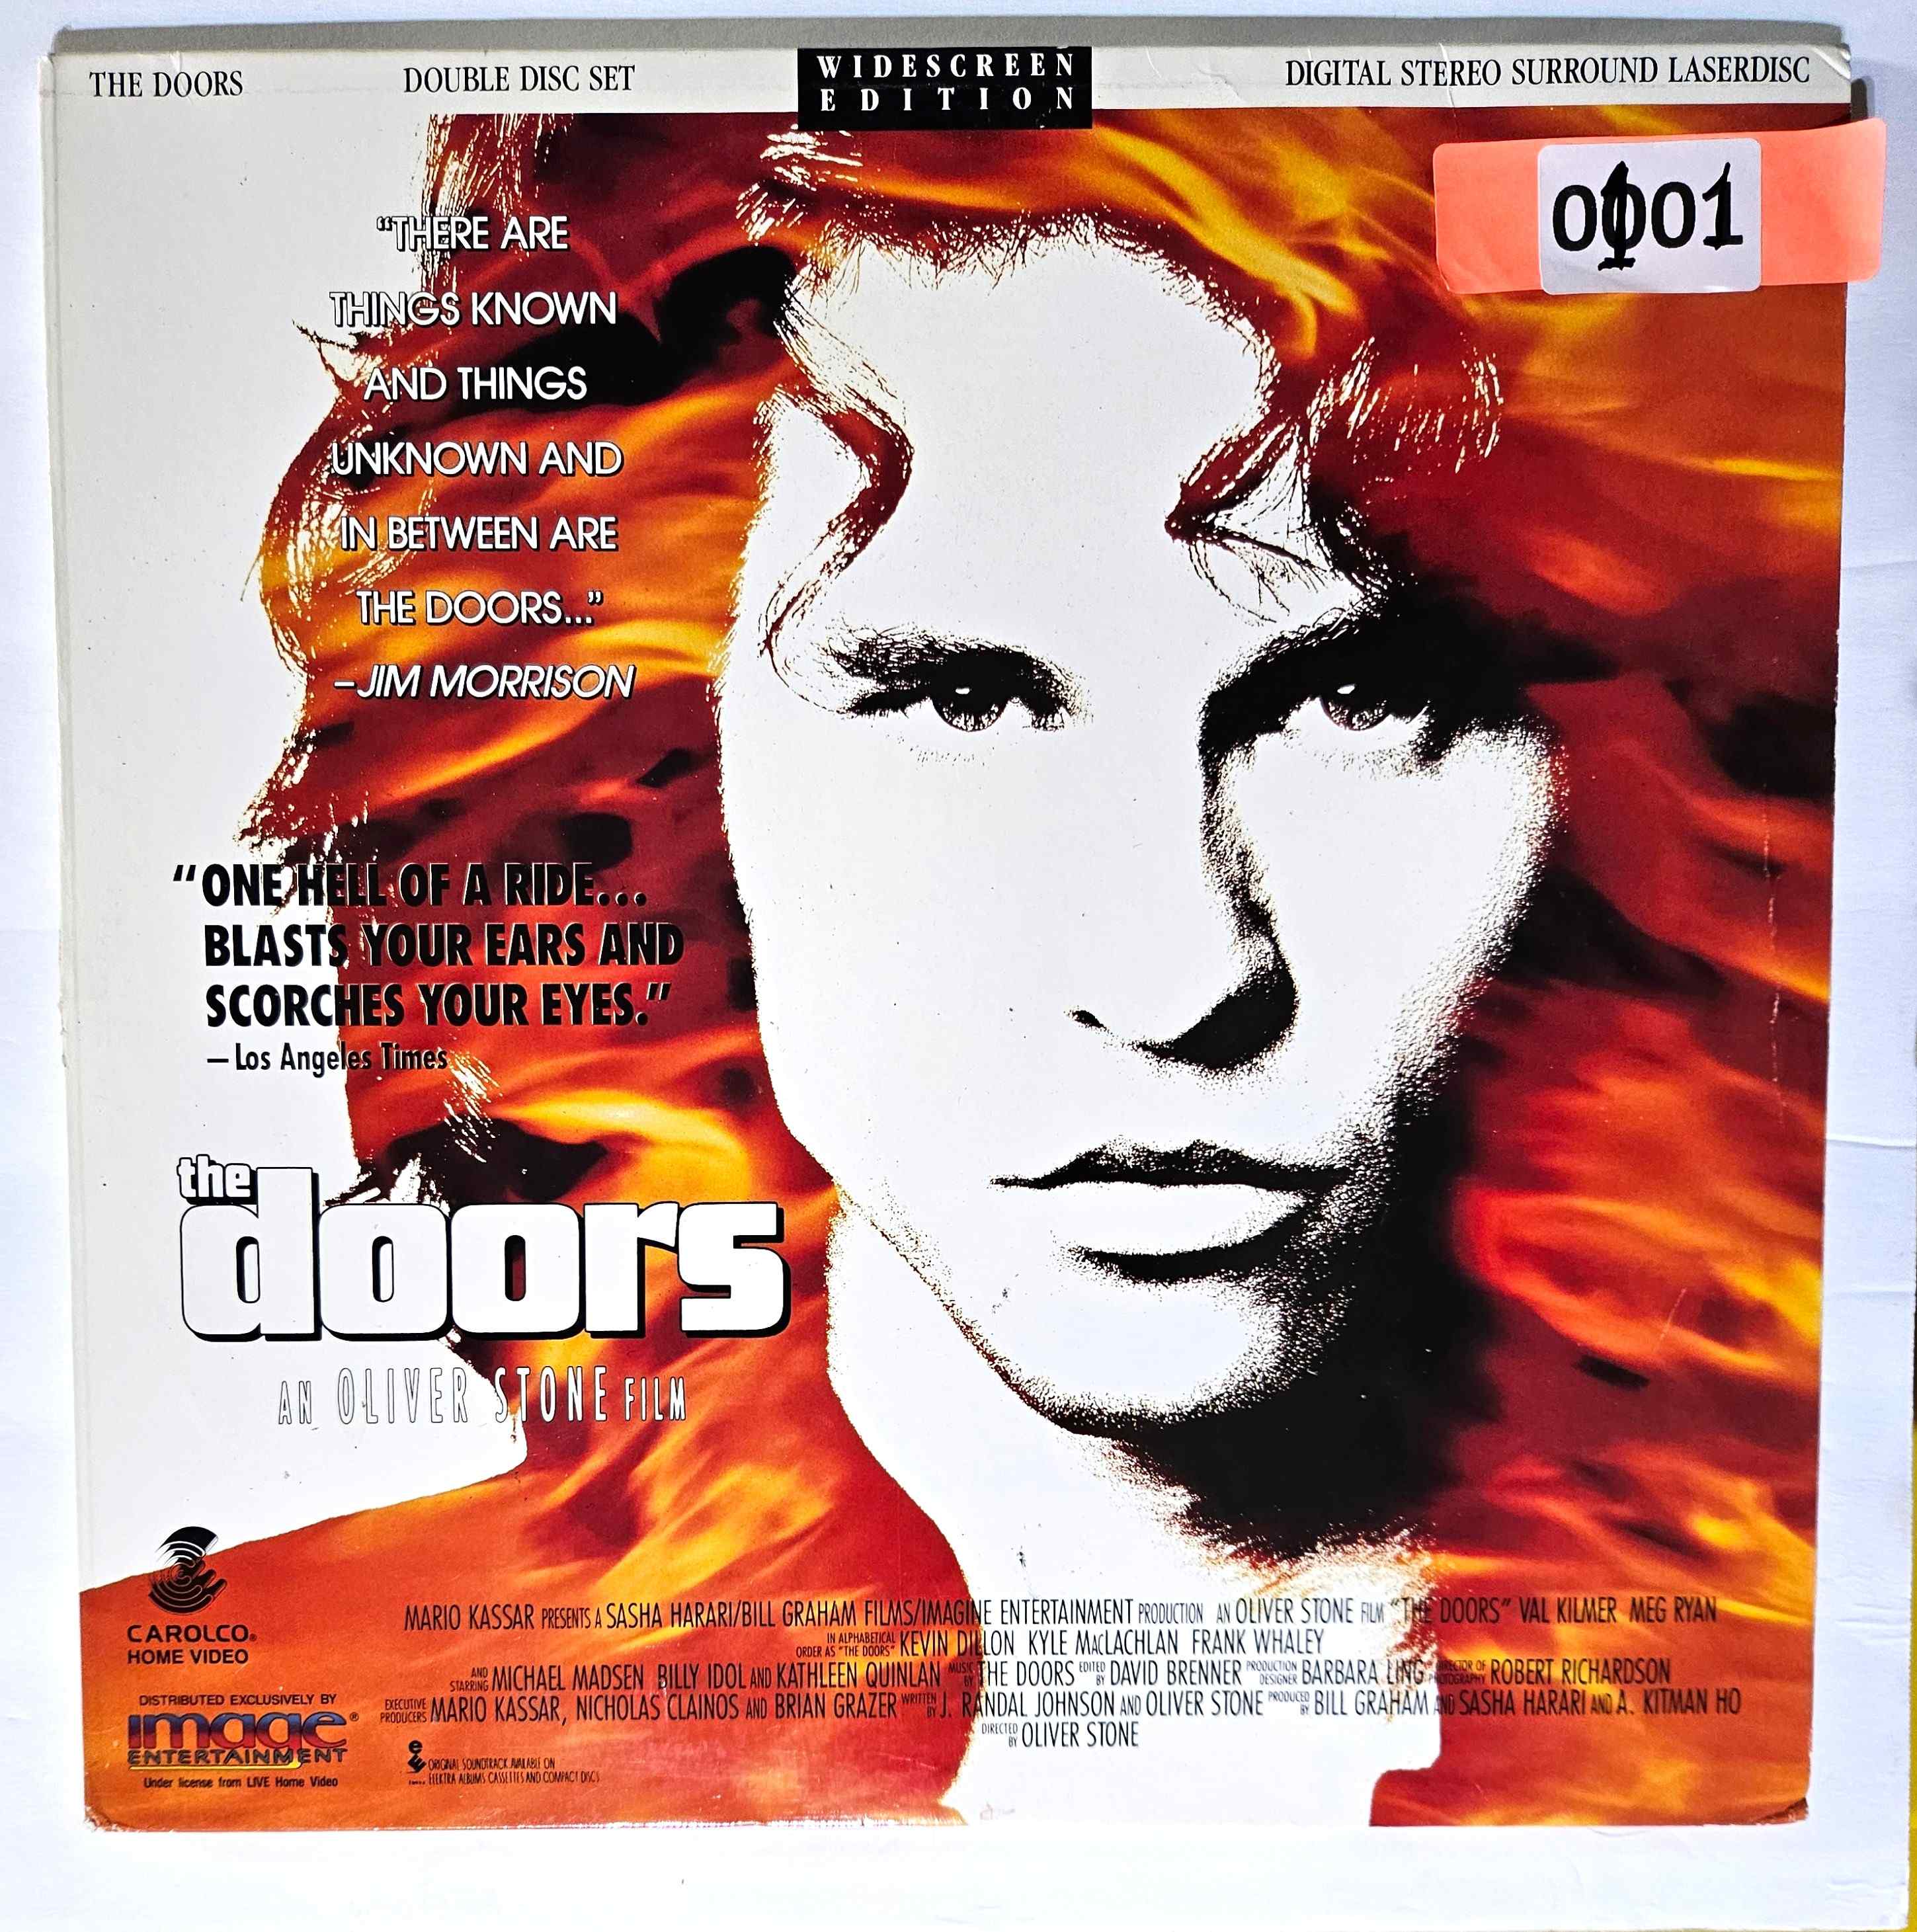 THE DOORS
DOUBLE DISC SET
WIDESCREEN
EDITION
DIGITAL STEREO SURROUND LASERDISC
“THERE ARE
THINGS KNOWN
AND THINGS
UNKNOWN AND
IN BETWEEN ARE
THE DOORS...”
–JIM MORRISON
“ONE HELL OF A RIDE...
BLASTS YOUR EARS AND
SCORCHES YOUR EYES.”
—Los Angeles Times
the
doors
AN OLIVER STONE FILM
CAROLCO®
HOME VIDEO
DISTRIBUTED EXCLUSIVELY BY
image®
ENTERTAINMENT
Under license from LIVE Home Video
MARIO KASSAR PRESENTS A SASHA HARARI/BILL GRAHAM FILMS/IMAGINE ENTERTAINMENT PRODUCTION AN OLIVER STONE FILM “THE DOORS” VAL KILMER MEG RYAN
IN ALPHABETICAL ORDER AS "THE DOORS" KEVIN DILLON KYLE MACLACHLAN FRANK WHALEY
AND STARRING MICHAEL MADSEN BILLY IDOL AND KATHLEEN QUINLAN MUSIC BY THE DOORS EDITED BY DAVID BRENNER PRODUCTION DESIGNER BARBARA LING DIRECTOR OF PHOTOGRAPHY ROBERT RICHARDSON
EXECUTIVE PRODUCERS MARIO KASSAR, NICHOLAS CLAINOS AND BRIAN GRAZER WRITTEN BY J. RANDAL JOHNSON AND OLIVER STONE PRODUCED BY BILL GRAHAM AND SASHA HARARI AND A. KITMAN HO
DIRECTED BY OLIVER STONE
ORIGINAL SOUNDTRACK AVAILABLE ON
ELEKTRA ALBUMS CASSETTES AND COMPACT DISCS